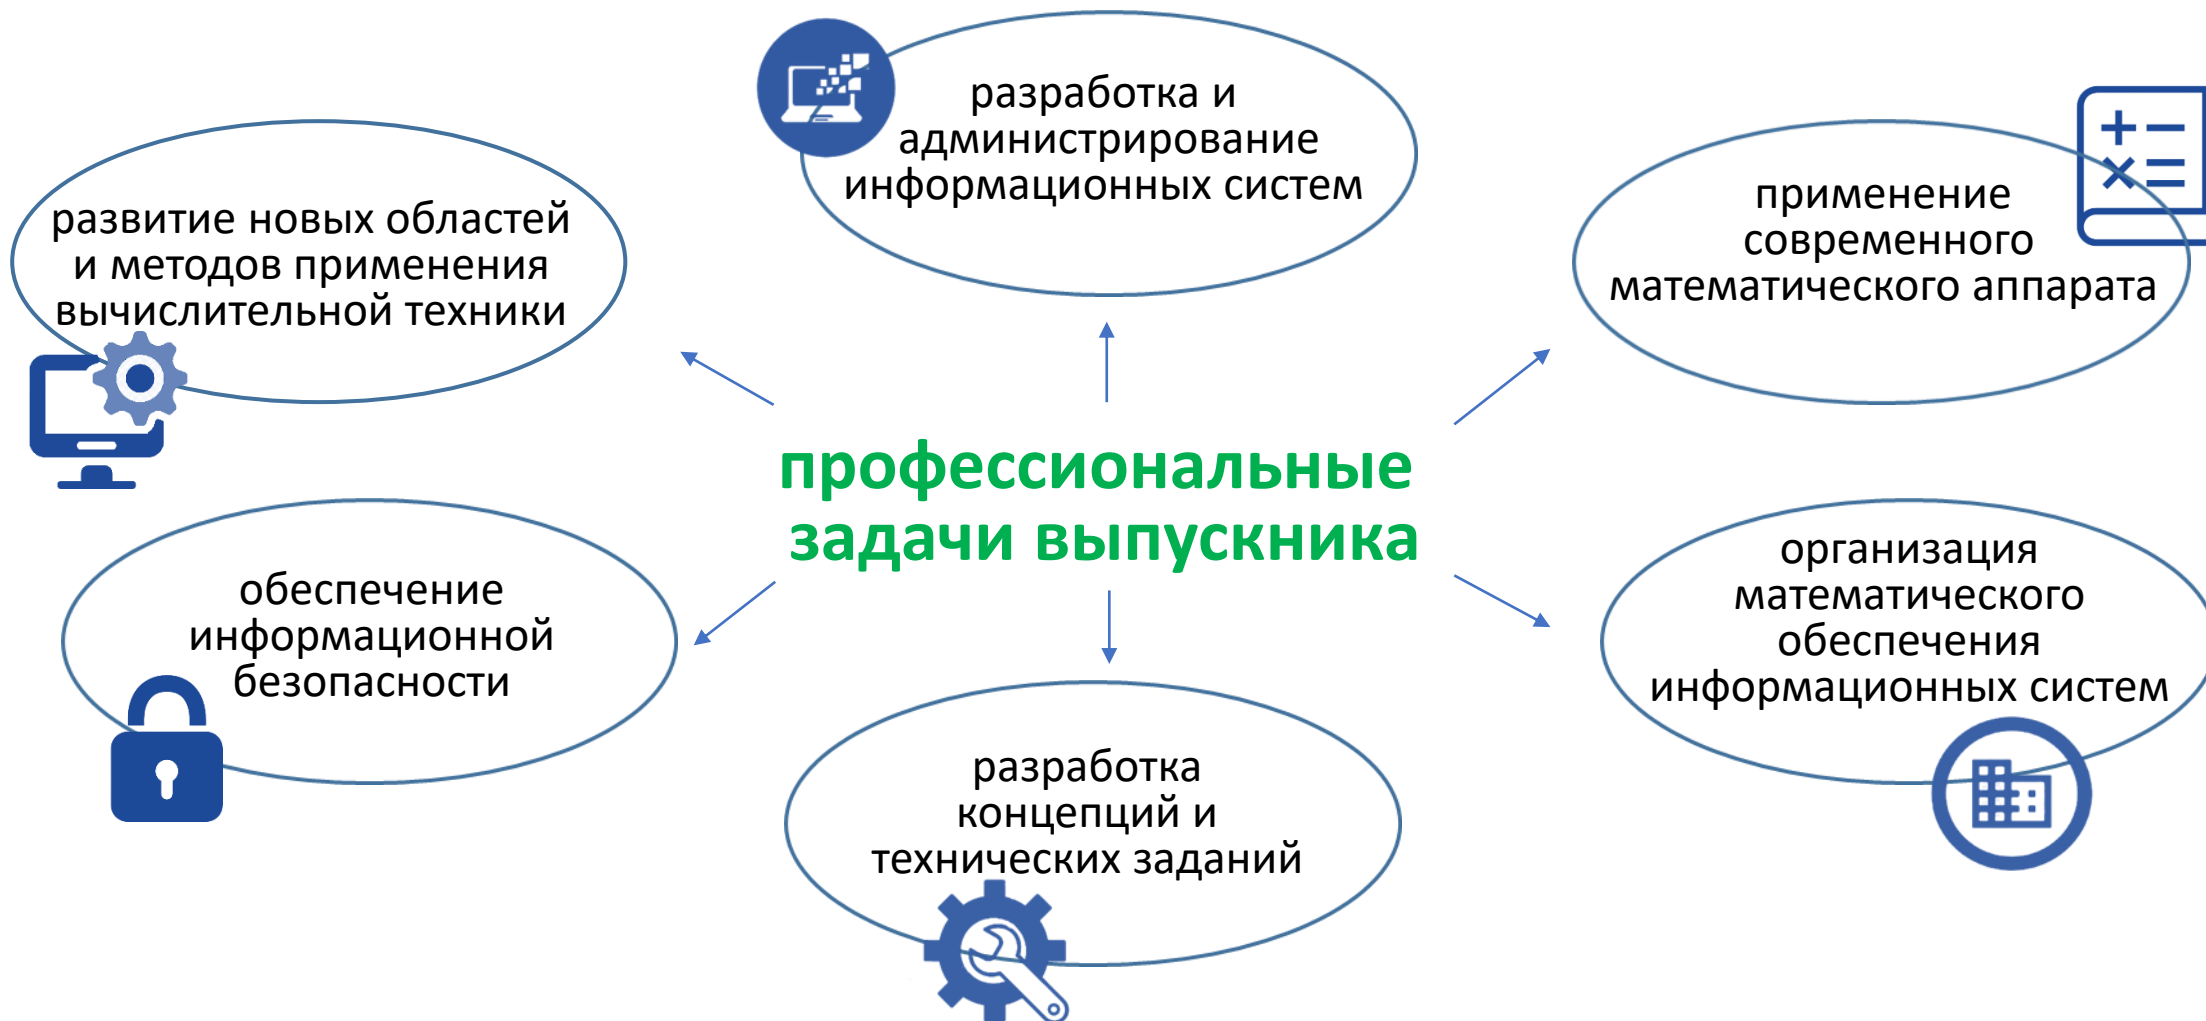 разработка и
администрирование
информационных систем
развитие новых областей
и методов применения
вычислительной техники
применение
современного
математического аппарата
профессиональные
задачи выпускника
обеспечение
информационной
безопасности
организация
математического
обеспечения
информационных систем
разработка
концепций и
технических заданий